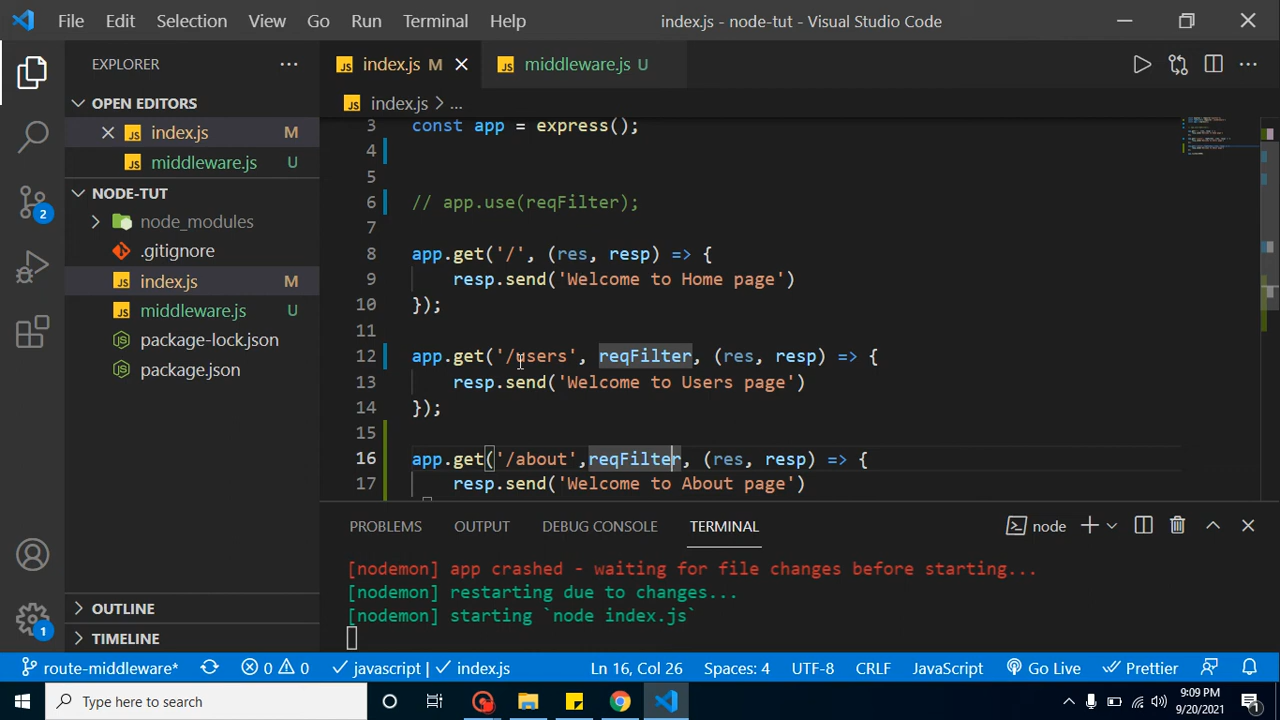 File Edit Selection View Go Run Terminal Help index.js - node-tut - Visual Studio Code
EXPLORER
index.js M
middleware.js U
OPEN EDITORS
index.js M
middleware.js U
NODE-TUT
node_modules
.gitignore
index.js M
middleware.js U
package-lock.json
package.json
OUTLINE
TIMELINE
2
1
index.js > ...
3 const app = express();
4
5
6 // app.use(reqFilter);
7
8 app.get('/', (res, resp) => {
9 resp.send('Welcome to Home page')
10 });
11
12 app.get('/users', reqFilter, (res, resp) => {
13 resp.send('Welcome to Users page')
14 });
15
16 app.get('/about',reqFilter, (res, resp) => {
17 resp.send('Welcome to About page')
PROBLEMS OUTPUT DEBUG CONSOLE TERMINAL node
[nodemon] app crashed - waiting for file changes before starting...
[nodemon] restarting due to changes...
[nodemon] starting `node index.js`
route-middleware* 0 0 javascript | index.js Ln 16, Col 26 Spaces: 4 UTF-8 CRLF JavaScript Go Live Prettier
Type here to search
9:09 PM
9/20/2021
1